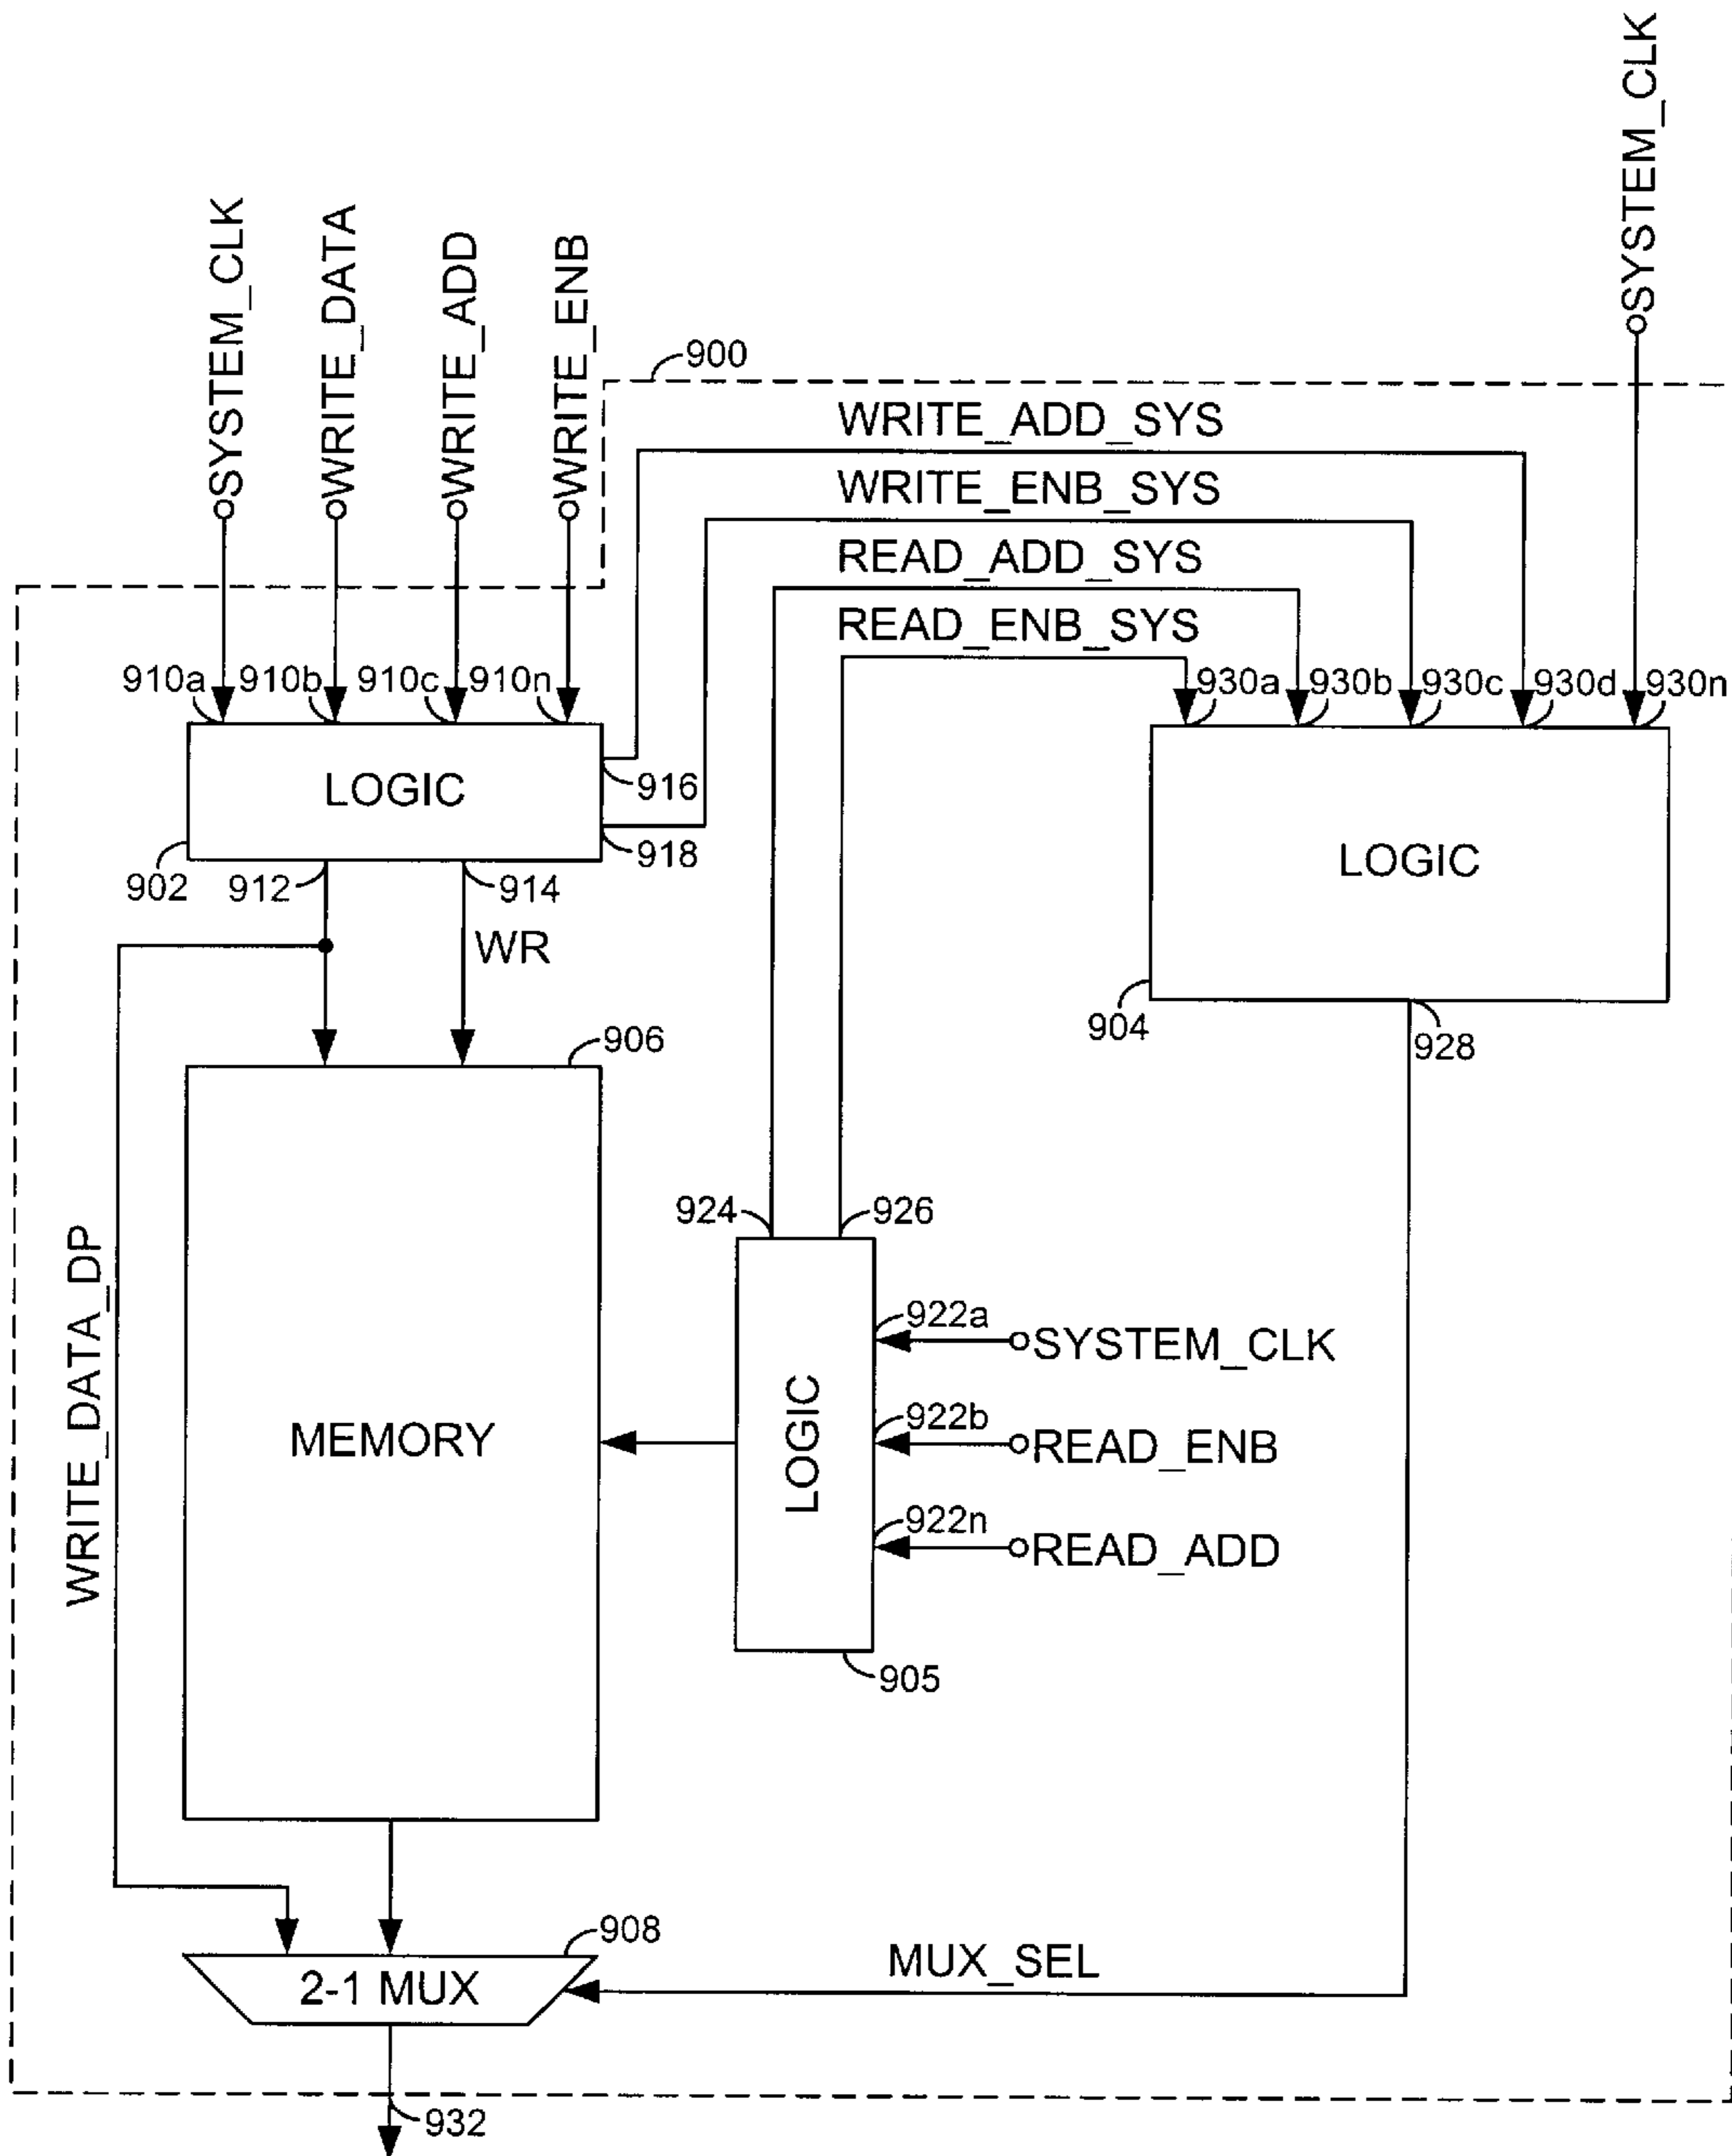 SYSTEM_CLK
SYSTEM_CLK
WRITE_DATA
WRITE_ADD
WRITE_ENB
900
WRITE_ADD_SYS
WRITE_ENB_SYS
READ_ADD_SYS
READ_ENB_SYS
910a 910b 910c 910n
930a 930b 930c 930d 930n
LOGIC
916
918
902 912 914
WR
LOGIC
904
928
906
MEMORY
WRITE_DATA_DP
924 926
922a
SYSTEM_CLK
922b
READ_ENB
922n
READ_ADD
LOGIC
905
908
2-1 MUX
MUX_SEL
932